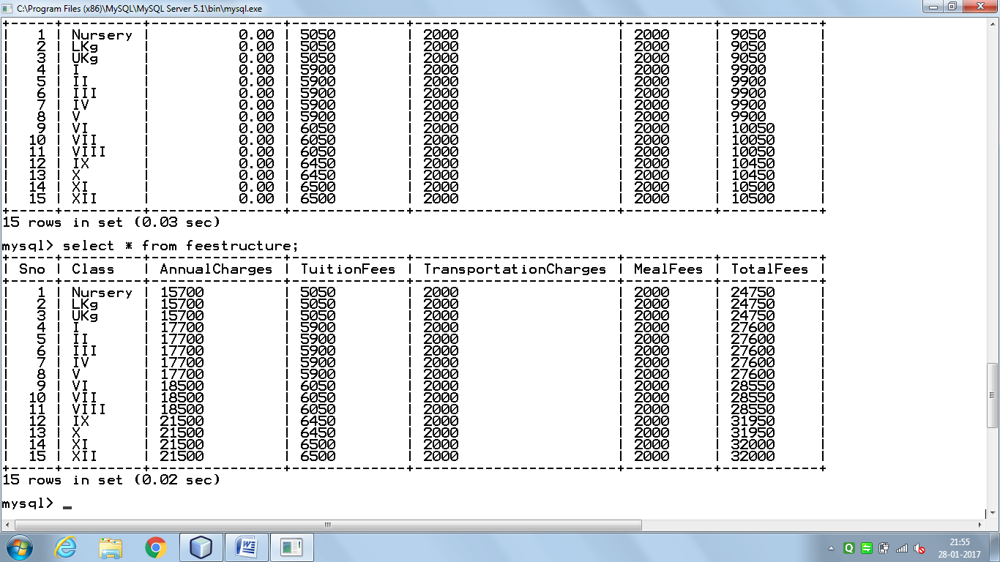 C:\Program Files (x86)\MySQL\MySQL Server 5.1\bin\mysql.exe
+------+---------+---------------+-------------+-----------------------+----------+-----------+
|    1 | Nursery |          0.00 | 5050        | 2000                  | 2000     | 9050      |
|    2 | LKg     |          0.00 | 5050        | 2000                  | 2000     | 9050      |
|    3 | UKg     |          0.00 | 5050        | 2000                  | 2000     | 9050      |
|    4 | I       |          0.00 | 5900        | 2000                  | 2000     | 9900      |
|    5 | II      |          0.00 | 5900        | 2000                  | 2000     | 9900      |
|    6 | III     |          0.00 | 5900        | 2000                  | 2000     | 9900      |
|    7 | IV      |          0.00 | 5900        | 2000                  | 2000     | 9900      |
|    8 | V       |          0.00 | 5900        | 2000                  | 2000     | 9900      |
|    9 | VI      |          0.00 | 6050        | 2000                  | 2000     | 10050     |
|   10 | VII     |          0.00 | 6050        | 2000                  | 2000     | 10050     |
|   11 | VIII    |          0.00 | 6050        | 2000                  | 2000     | 10050     |
|   12 | IX      |          0.00 | 6450        | 2000                  | 2000     | 10450     |
|   13 | X       |          0.00 | 6450        | 2000                  | 2000     | 10450     |
|   14 | XI      |          0.00 | 6500        | 2000                  | 2000     | 10500     |
|   15 | XII     |          0.00 | 6500        | 2000                  | 2000     | 10500     |
+------+---------+---------------+-------------+-----------------------+----------+-----------+
15 rows in set (0.03 sec)
mysql> select * from feestructure;
+------+---------+---------------+-------------+-----------------------+----------+-----------+
| Sno  | Class   | AnnualCharges | TuitionFees | TransportationCharges | MealFees | TotalFees |
+------+---------+---------------+-------------+-----------------------+----------+-----------+
|    1 | Nursery | 15700         | 5050        | 2000                  | 2000     | 24750     |
|    2 | LKg     | 15700         | 5050        | 2000                  | 2000     | 24750     |
|    3 | UKg     | 15700         | 5050        | 2000                  | 2000     | 24750     |
|    4 | I       | 17700         | 5900        | 2000                  | 2000     | 27600     |
|    5 | II      | 17700         | 5900        | 2000                  | 2000     | 27600     |
|    6 | III     | 17700         | 5900        | 2000                  | 2000     | 27600     |
|    7 | IV      | 17700         | 5900        | 2000                  | 2000     | 27600     |
|    8 | V       | 17700         | 5900        | 2000                  | 2000     | 27600     |
|    9 | VI      | 18500         | 6050        | 2000                  | 2000     | 28550     |
|   10 | VII     | 18500         | 6050        | 2000                  | 2000     | 28550     |
|   11 | VIII    | 18500         | 6050        | 2000                  | 2000     | 28550     |
|   12 | IX      | 21500         | 6450        | 2000                  | 2000     | 31950     |
|   13 | X       | 21500         | 6450        | 2000                  | 2000     | 31950     |
|   14 | XI      | 21500         | 6500        | 2000                  | 2000     | 32000     |
|   15 | XII     | 21500         | 6500        | 2000                  | 2000     | 32000     |
+------+---------+---------------+-------------+-----------------------+----------+-----------+
15 rows in set (0.02 sec)
mysql> _
21:55
28-01-2017